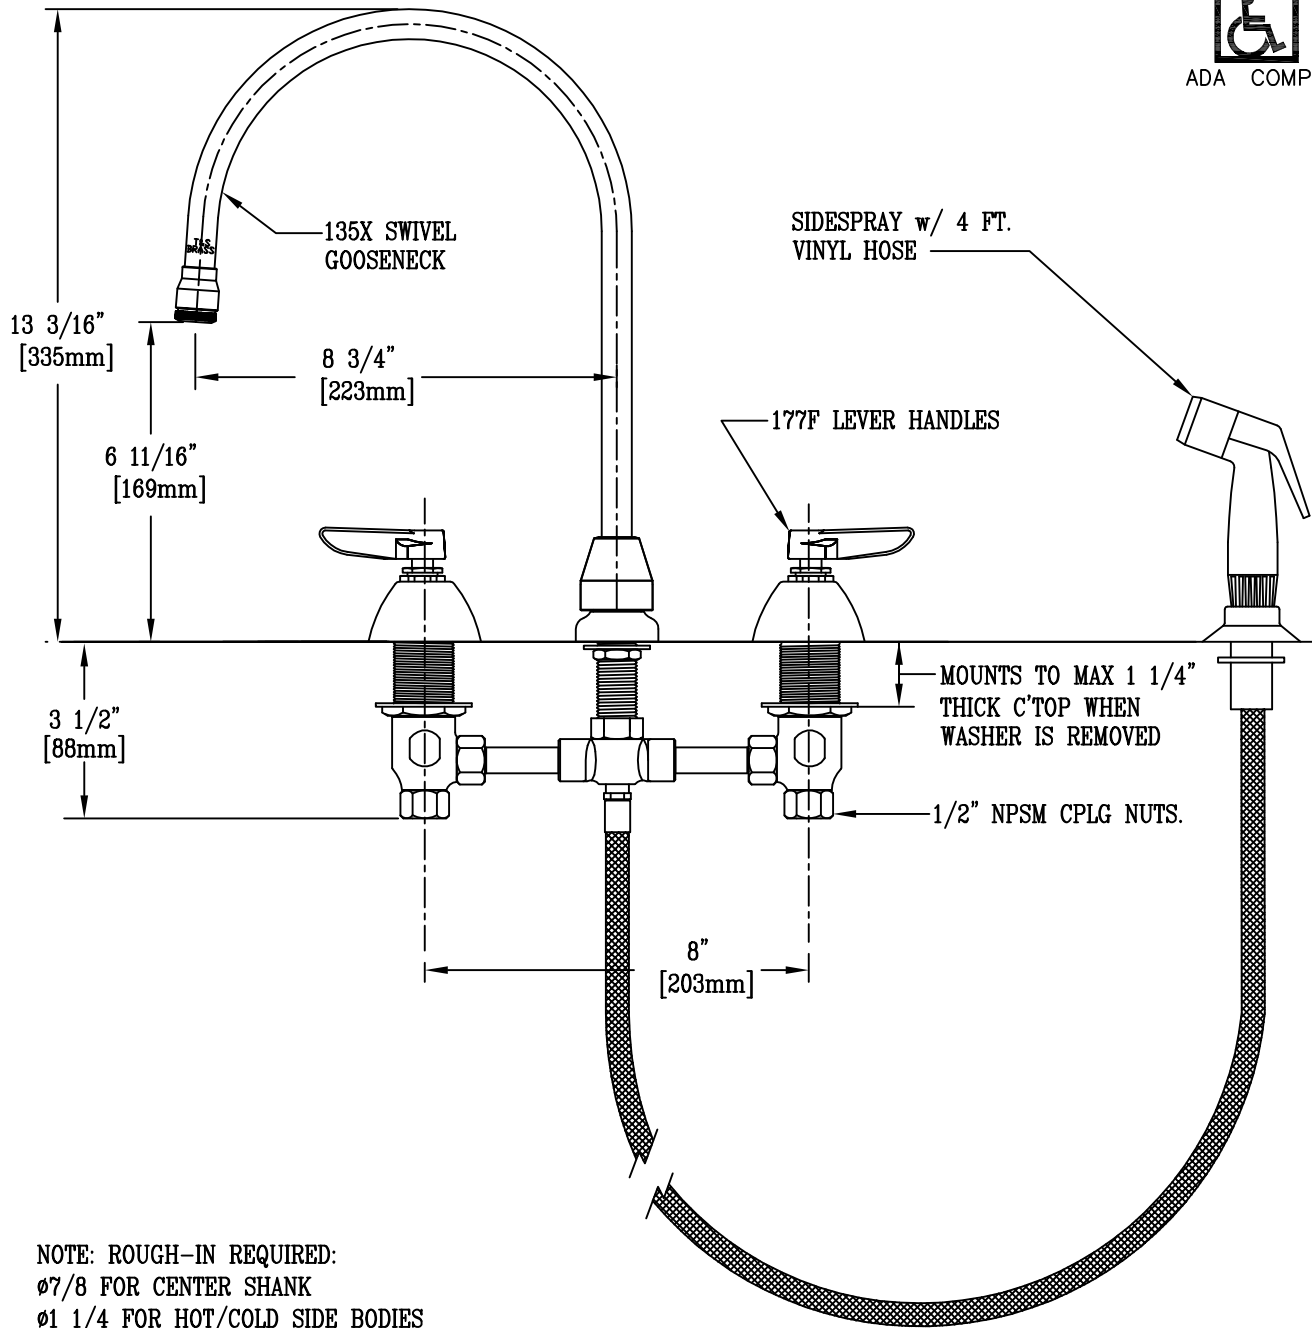 ADA COMP
135X SWIVEL
GOOSENECK
SIDESPRAY w/ 4 FT.
VINYL HOSE
T&S
BRASS
13 3/16"
[335mm]
8 3/4"
[223mm]
177F LEVER HANDLES
6 11/16"
[169mm]
MOUNTS TO MAX 1 1/4"
THICK C'TOP WHEN
WASHER IS REMOVED
3 1/2"
[88mm]
1/2" NPSM CPLG NUTS.
8"
[203mm]
NOTE: ROUGH-IN REQUIRED:
ø7/8 FOR CENTER SHANK
ø1 1/4 FOR HOT/COLD SIDE BODIES